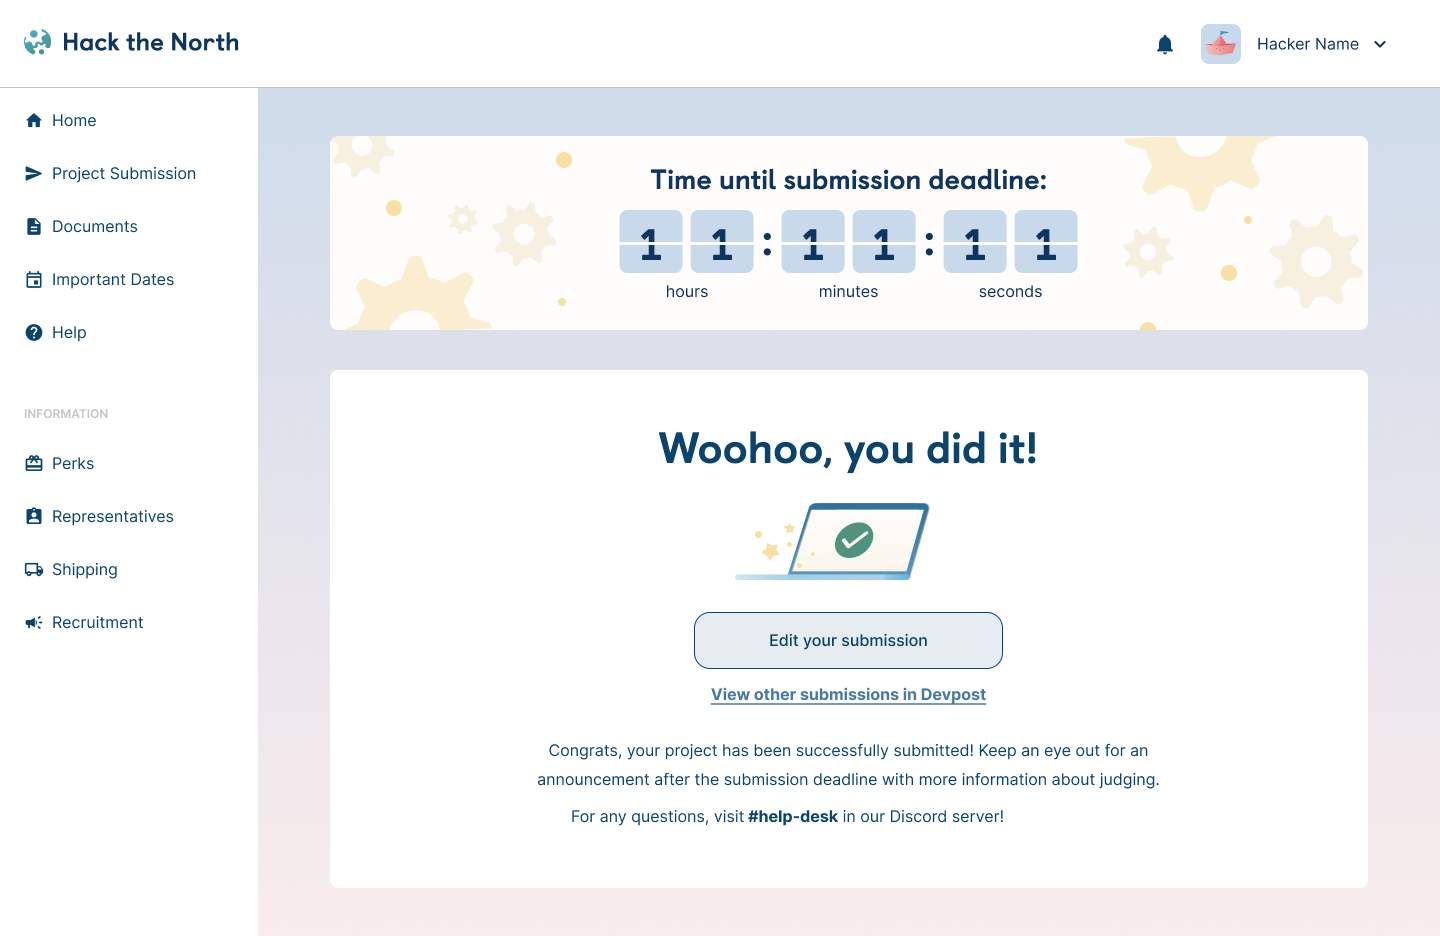 Hack the North
Hacker Name
Home
Project Submission
Documents
Important Dates
Help
INFORMATION
Perks
Representatives
Shipping
Recruitment
Time until submission deadline:
1 1 : 1 1 : 1 1
hours minutes seconds
Woohoo, you did it!
Edit your submission
View other submissions in Devpost
Congrats, your project has been successfully submitted! Keep an eye out for an
announcement after the submission deadline with more information about judging.
For any questions, visit #help-desk in our Discord server!